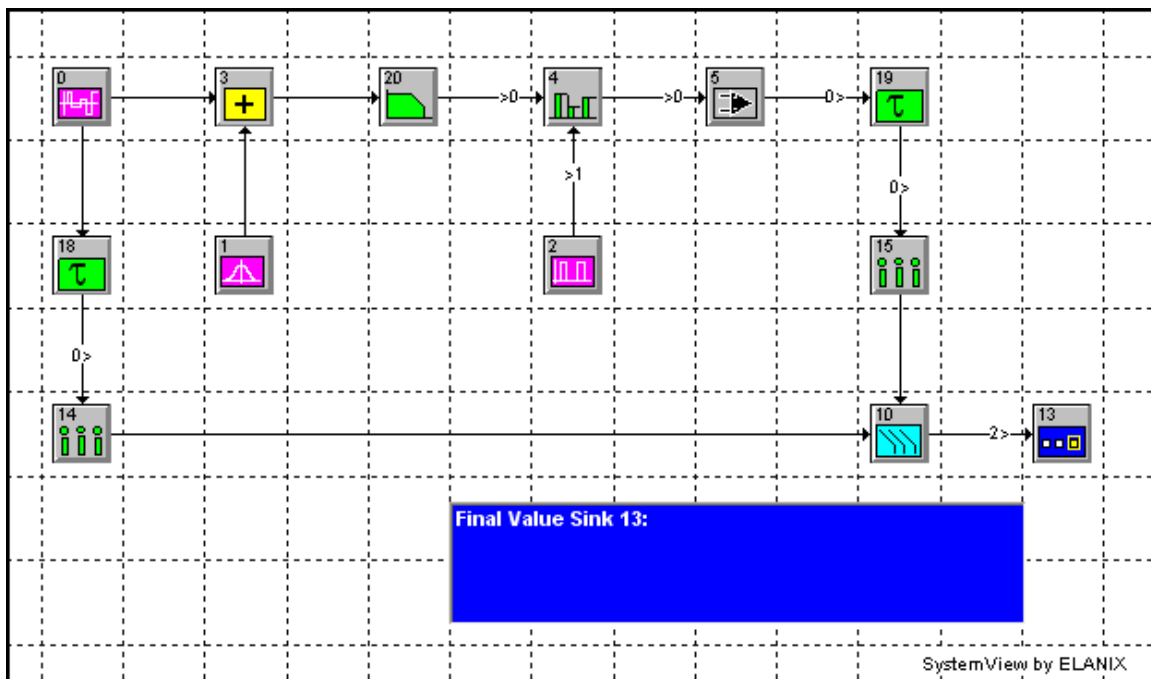 0 3 20 4 5 19
>0 >0 0>
>1 0>
18 1 2 15
τ τ
0>
14 10 13
2>
Final Value Sink 13:
SystemView by ELANIX